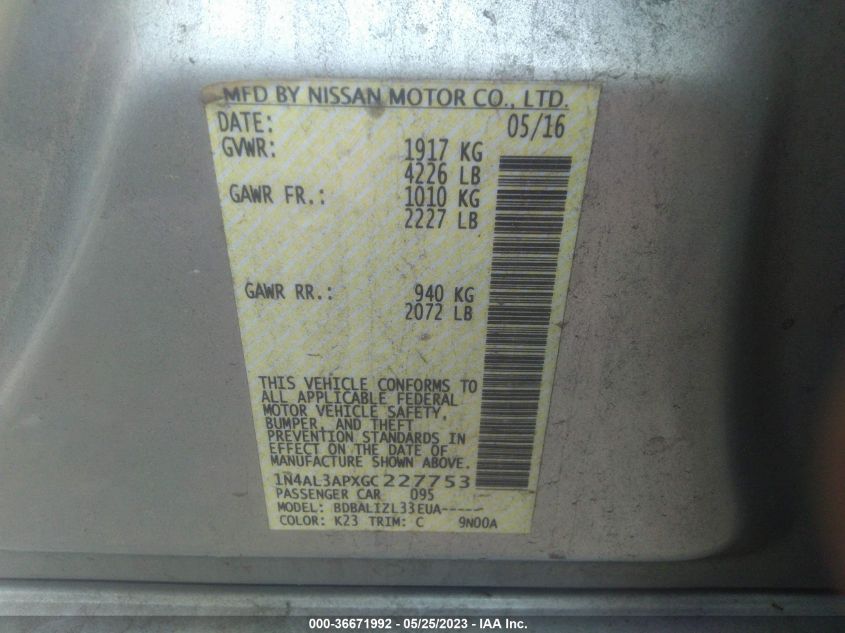 MFD BY NISSAN MOTOR CO., LTD.
DATE: 05/16
GVWR: 1917 KG
4226 LB
GAWR FR.: 1010 KG
2227 LB
GAWR RR.: 940 KG
2072 LB
THIS VEHICLE CONFORMS TO
ALL APPLICABLE FEDERAL
MOTOR VEHICLE SAFETY,
BUMPER, AND THEFT
PREVENTION STANDARDS IN
EFFECT ON THE DATE OF
MANUFACTURE SHOWN ABOVE.
1N4AL3APXGC227753
PASSENGER CAR 095
MODEL: BDBALIZL33EUA-----
COLOR: K23 TRIM: C 9N00A
000-36671992 - 05/25/2023 - IAA Inc.